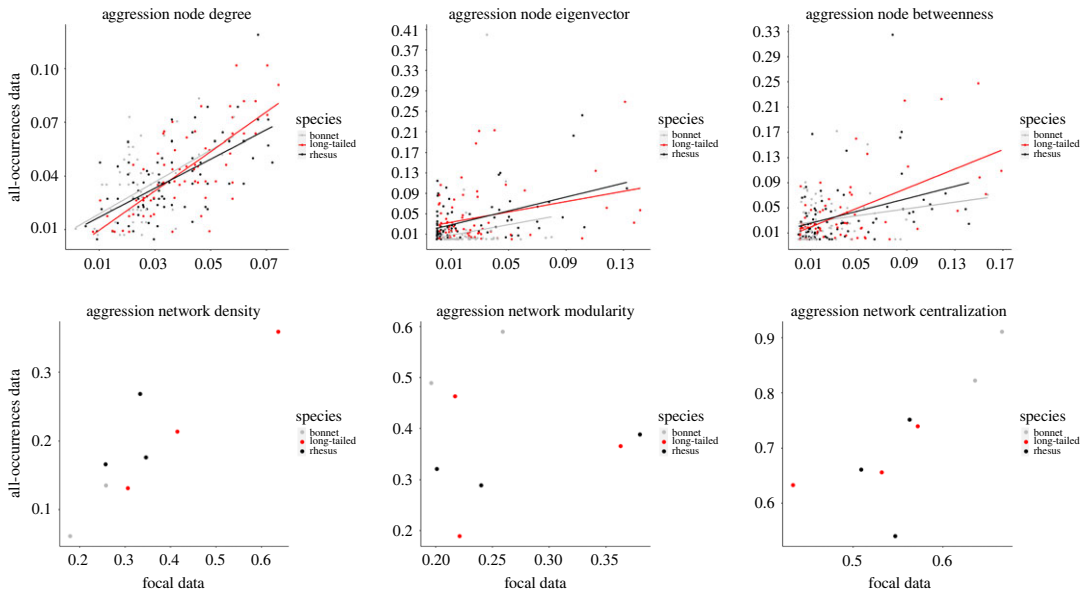 aggression node degree
all-occurrences data
0.10
0.07
0.04
0.01
0.01 0.03 0.05 0.07
species
bonnet
long-tailed
rhesus
aggression node eigenvector
0.41
0.37
0.33
0.29
0.25
0.21
0.17
0.13
0.09
0.05
0.01
0.01 0.05 0.09 0.13
species
bonnet
long-tailed
rhesus
aggression node betweenness
0.33
0.29
0.25
0.21
0.17
0.13
0.09
0.05
0.01
0.01 0.05 0.09 0.13 0.17
species
bonnet
long-tailed
rhesus
aggression network density
all-occurrences data
0.3
0.2
0.1
0.2 0.3 0.4 0.5 0.6
focal data
species
bonnet
long-tailed
rhesus
aggression network modularity
0.6
0.5
0.4
0.3
0.2
0.20 0.25 0.30 0.35
focal data
species
bonnet
long-tailed
rhesus
aggression network centralization
0.9
0.8
0.7
0.6
0.5 0.6
focal data
species
bonnet
long-tailed
rhesus